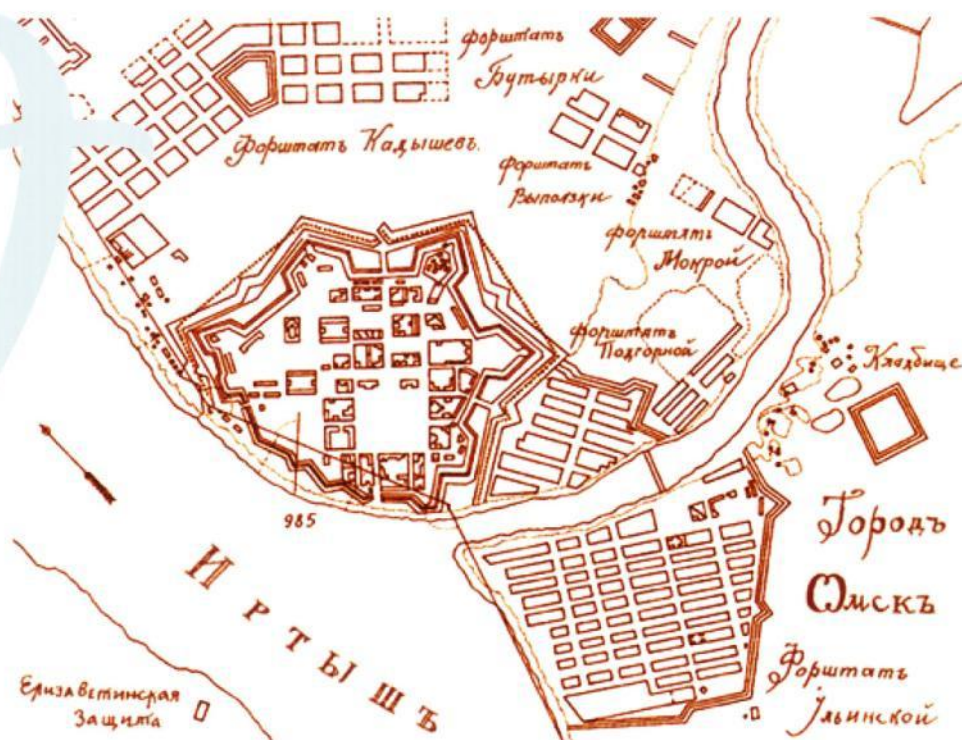 форштатъ
Бутырки
форштатъ Кадышевъ.
форштатъ
Выползки
форштатъ
Мокрой
форштатъ
Подгорной
Кладбище
985
Городъ
Омскъ
Форштатъ
Ильинской
ИРТЫШЪ
Елизаветинская
Защита